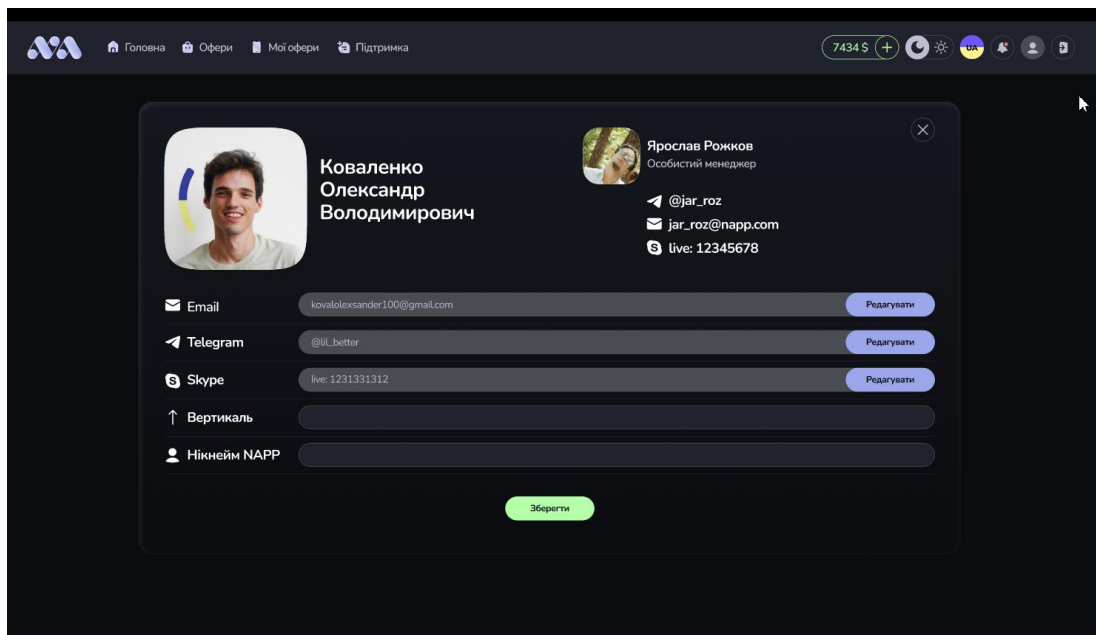 Головна
Офери
Мої офери
Підтримка
7434 $
UA
Коваленко
Олександр
Володимирович
Ярослав Рожков
Особистий менеджер
@jar_roz
jar_roz@napp.com
live: 12345678
Email
kovalolexsander100@gmail.com
Редагувати
Telegram
@lil_better
Редагувати
Skype
live: 1231331312
Редагувати
Вертикаль
Нікнейм NAPP
Зберегти